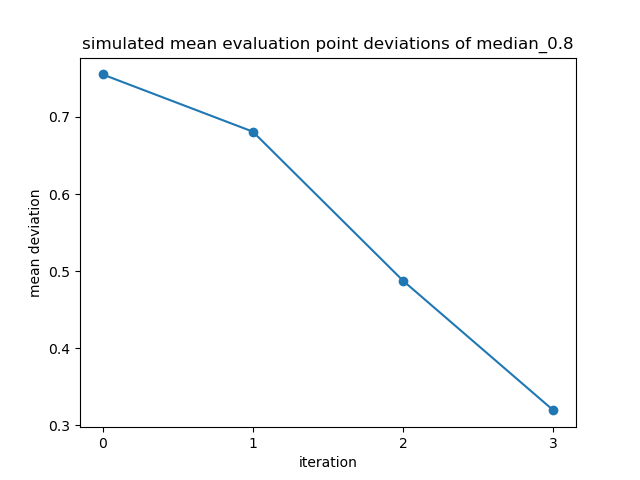 simulated mean evaluation point deviations of median_0.8
mean deviation
0.7
0.6
0.5
0.4
0.3
0 1 2 3
iteration